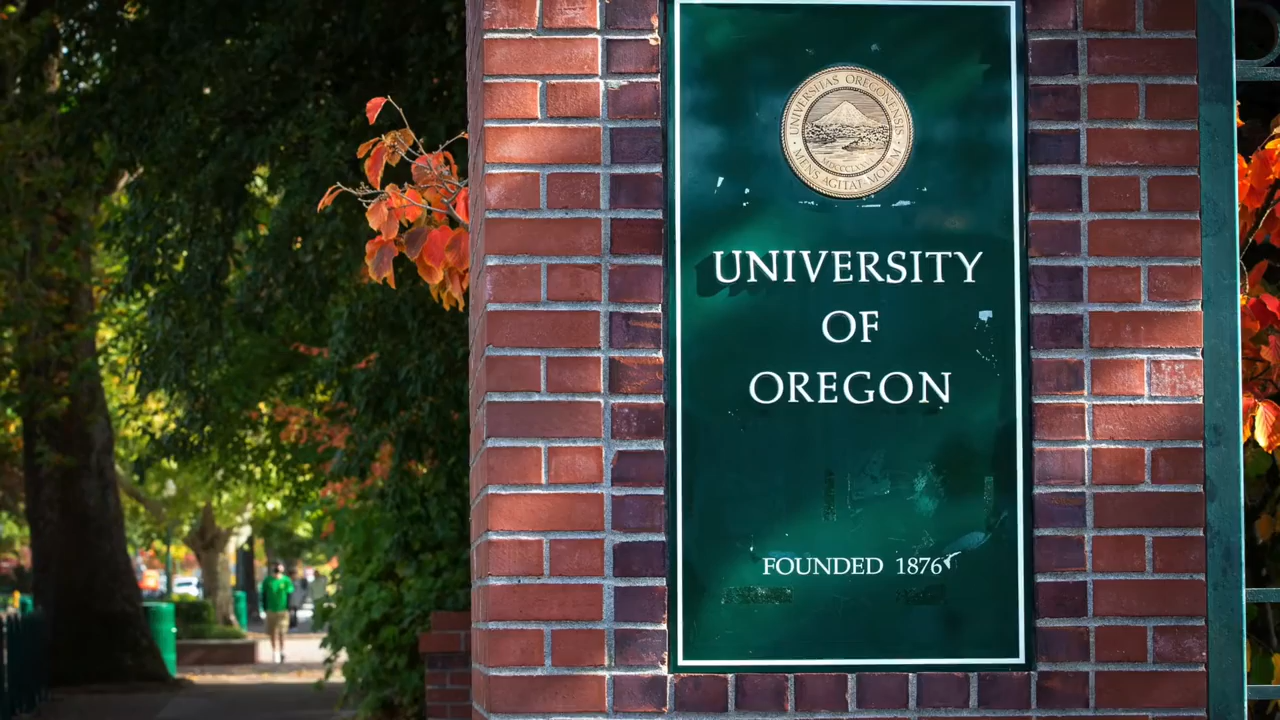 UNIVERSITAS OREGONENSIS
MENS AGITAT MOLEM
UNIVERSITY
OF
OREGON
FOUNDED 1876